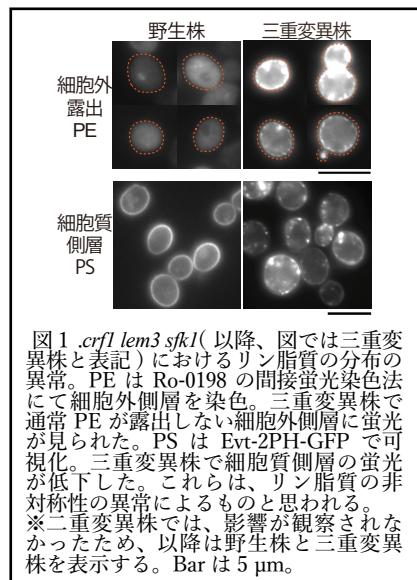 野生株 三重変異株
細胞外
露出
PE
細胞質
側層
PS
図1 .crf1 lem3 sfk1( 以降、図では三重変
異株と表記 ) におけるリン脂質の分布の
異常。PE は Ro-0198 の間接蛍光染色法
にて細胞外側層を染色。三重変異株で
通常 PE が露出しない細胞外側層に蛍光
が見られた。PS は Evt-2PH-GFP で可
視化。三重変異株で細胞質側層の蛍光
が低下した。これらは、リン脂質の非
対称性の異常によるものと思われる。
※二重変異株では、影響が観察されな
かったため、以降は野生株と三重変異
株を表示する。Bar は 5 μm。